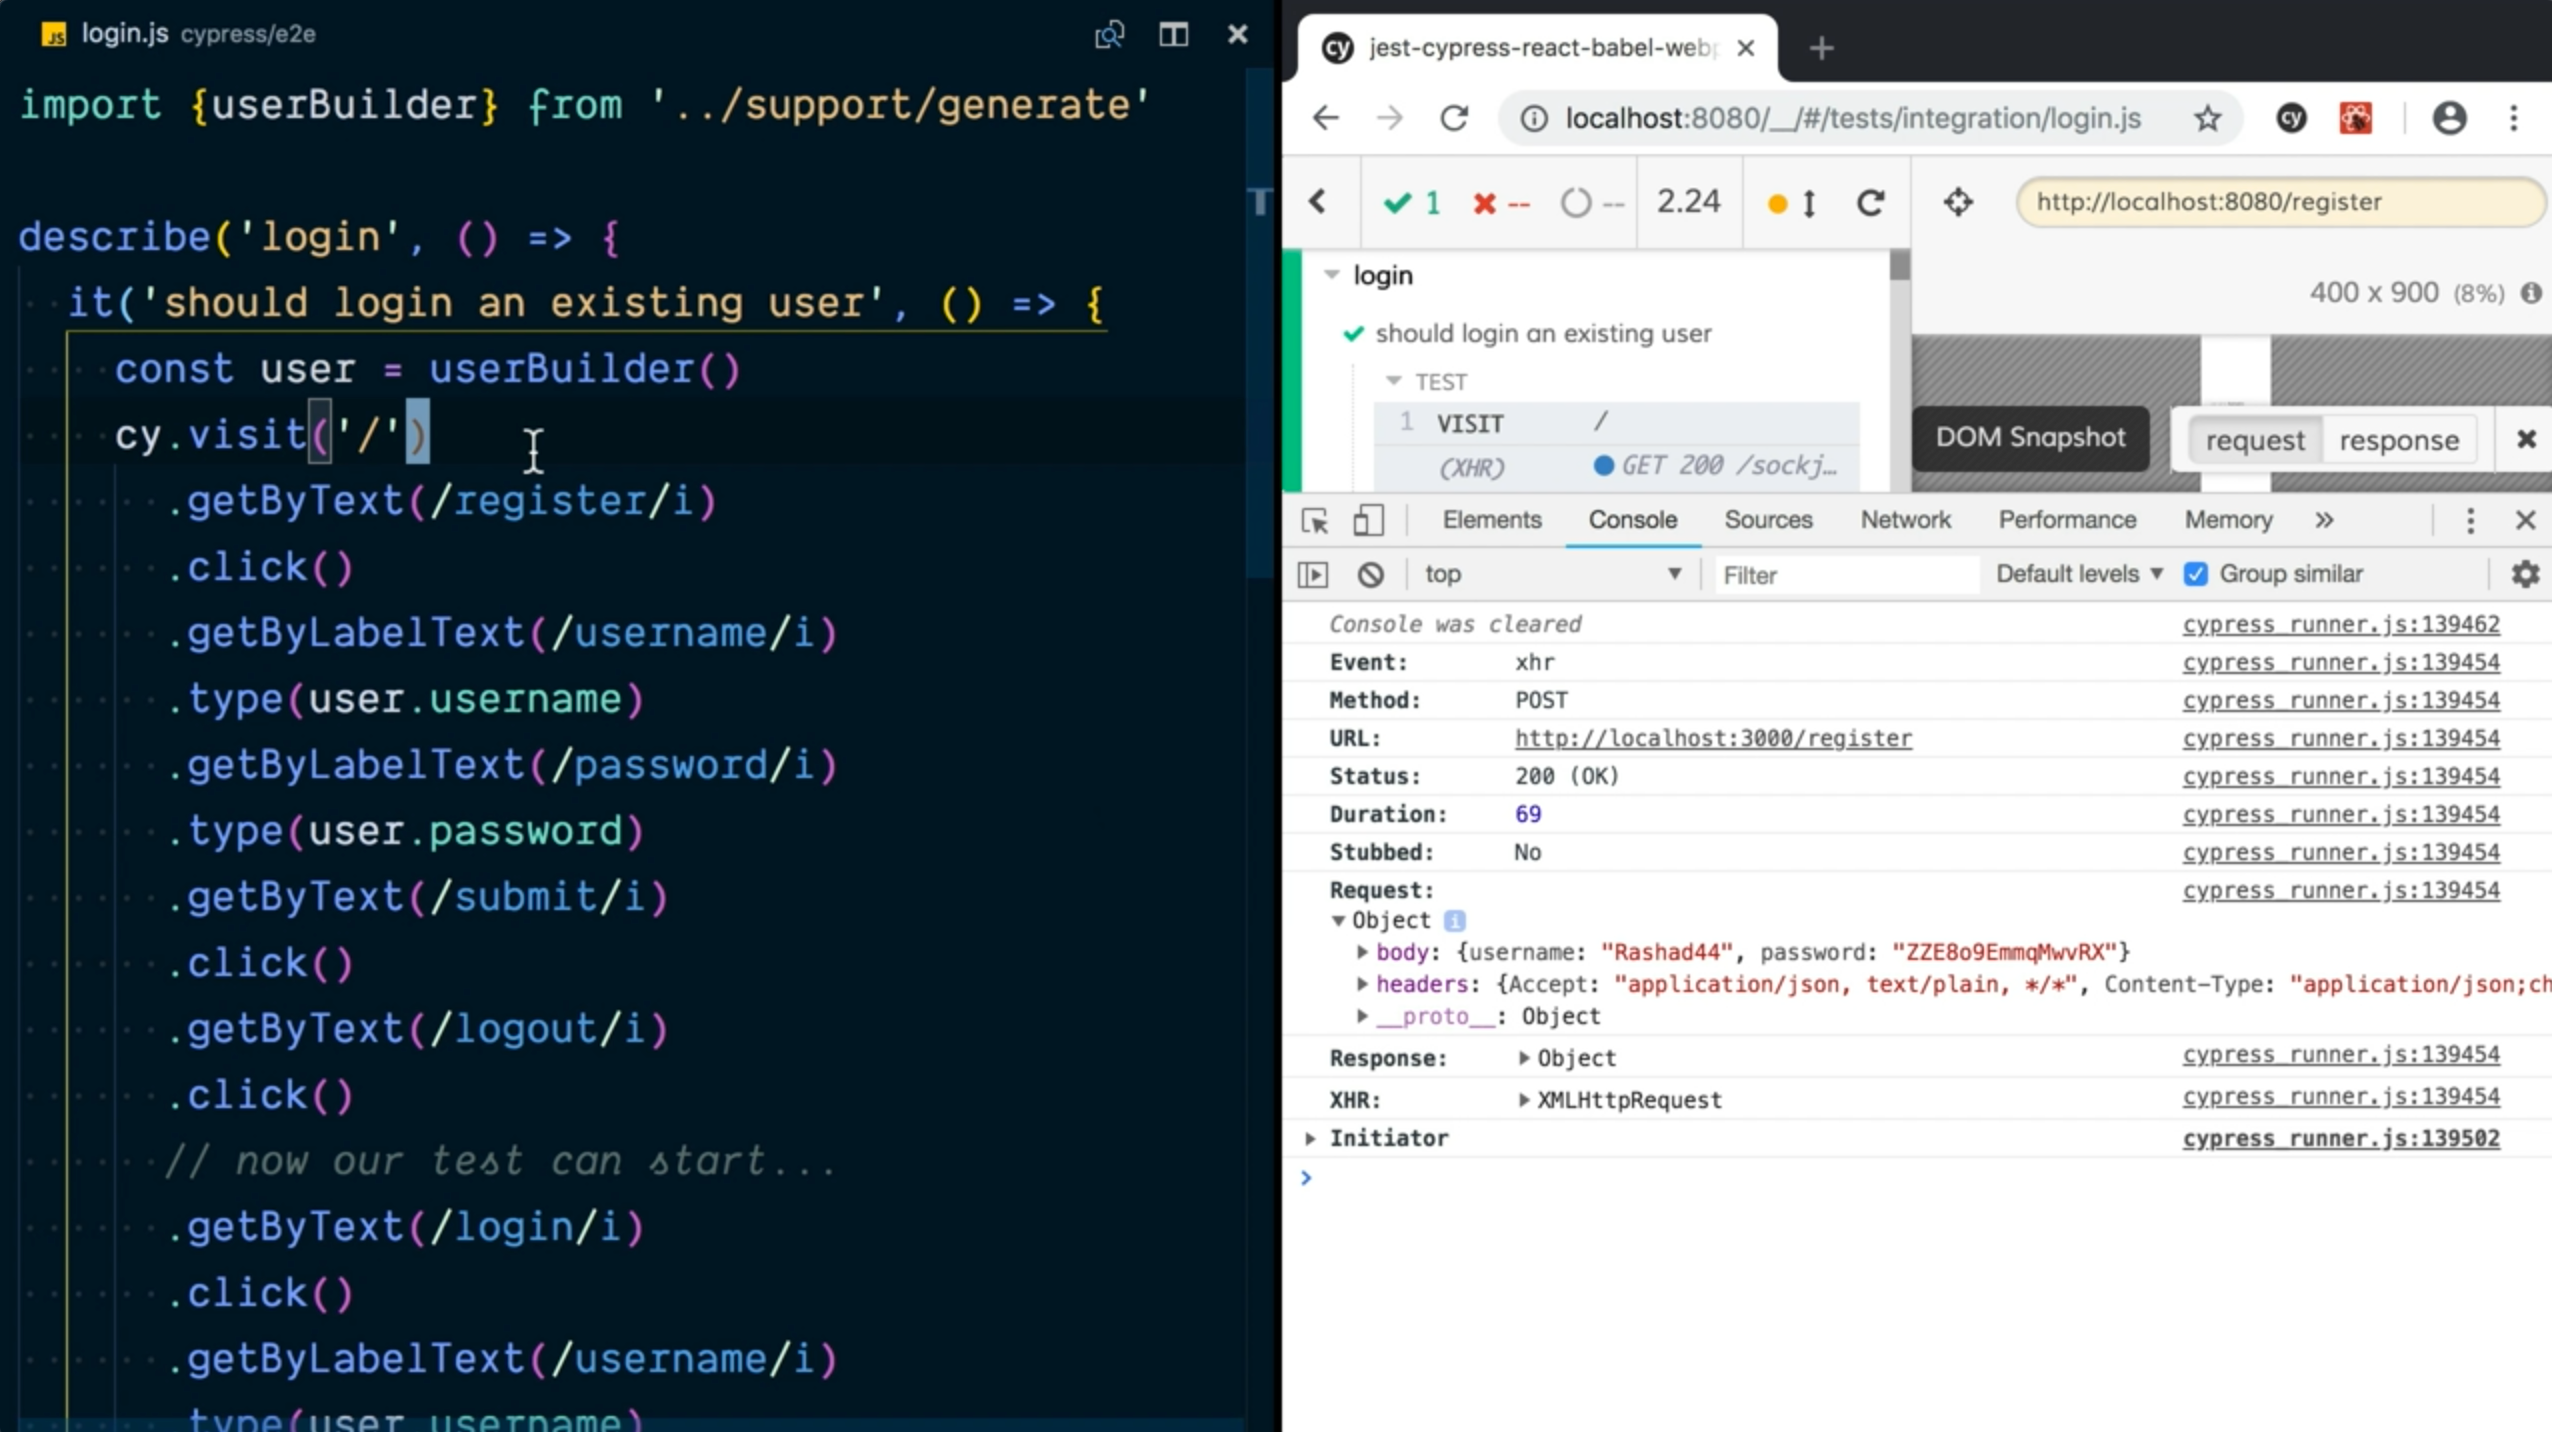 JS login.js cypress/e2e
import {userBuilder} from '../support/generate'
describe('login', () => {
it('should login an existing user', () => {
const user = userBuilder()
cy.visit('/')
.getByText(/register/i)
.click()
.getByLabelText(/username/i)
.type(user.username)
.getByLabelText(/password/i)
.type(user.password)
.getByText(/submit/i)
.click()
.getByText(/logout/i)
.click()
// now our test can start...
.getByText(/login/i)
.click()
.getByLabelText(/username/i)
.type(user.username)
cy jest-cypress-react-babel-web
localhost:8080/__/#/tests/integration/login.js
cy
1 -- -- 2.24
http://localhost:8080/register
400 x 900 (8%)
login
should login an existing user
TEST
1 VISIT /
(XHR) GET 200 /sockj…
DOM Snapshot
request response
Elements Console Sources Network Performance Memory »
top Filter Default levels Group similar
Console was cleared cypress_runner.js:139462
Event: xhr cypress_runner.js:139454
Method: POST cypress_runner.js:139454
URL: http://localhost:3000/register cypress_runner.js:139454
Status: 200 (OK) cypress_runner.js:139454
Duration: 69 cypress_runner.js:139454
Stubbed: No cypress_runner.js:139454
Request: cypress_runner.js:139454
Object i
body: {username: "Rashad44", password: "ZZE8o9EmmqMwvRX"}
headers: {Accept: "application/json, text/plain, */*", Content-Type: "application/json;ch
__proto__: Object
Response: Object cypress_runner.js:139454
XHR: XMLHttpRequest cypress_runner.js:139454
Initiator cypress_runner.js:139502
>